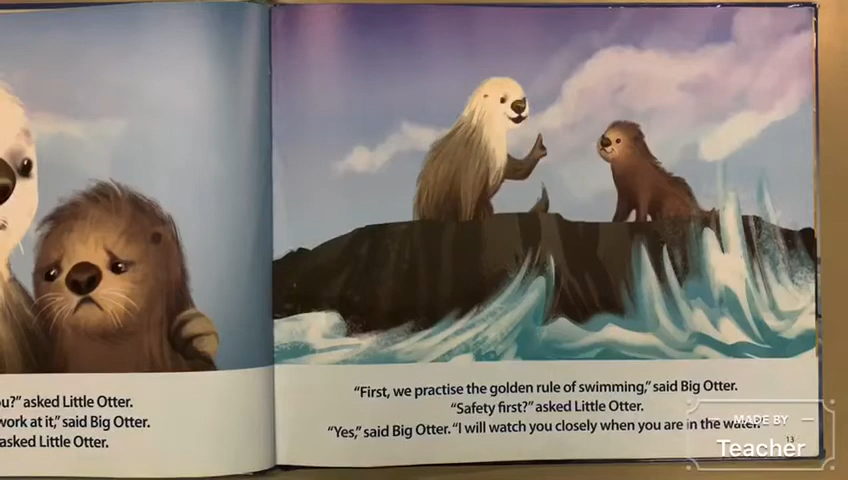 u?" asked Little Otter.
work at it," said Big Otter.
asked Little Otter.
"First, we practise the golden rule of swimming," said Big Otter.
"Safety first?" asked Little Otter.
"Yes," said Big Otter. "I will watch you closely when you are in the water."
13
MADE BY
Teacher